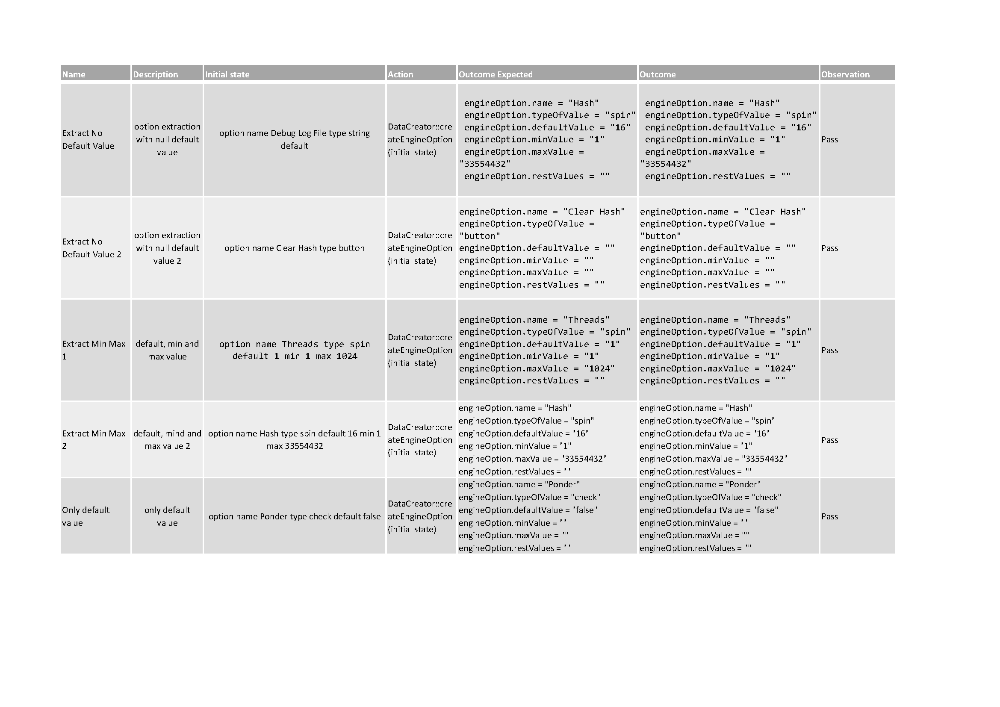 Name Description Initial state Action Outcome Expected Outcome Observation
Extract No
Default Value
option extraction
with null default
value
option name Debug Log File type string
default
DataCreator::cre
ateEngineOption
(initial state)
engineOption.name = "Hash"
engineOption.typeOfValue = "spin"
engineOption.defaultValue = "16"
engineOption.minValue = "1"
engineOption.maxValue =
"33554432"
engineOption.restValues = ""
engineOption.name = "Hash"
engineOption.typeOfValue = "spin"
engineOption.defaultValue = "16"
engineOption.minValue = "1"
engineOption.maxValue =
"33554432"
engineOption.restValues = ""
Pass
Extract No
Default Value 2
option extraction
with null default
value 2
option name Clear Hash type button
DataCreator::cre
ateEngineOption
(initial state)
engineOption.name = "Clear Hash"
engineOption.typeOfValue =
"button"
engineOption.defaultValue = ""
engineOption.minValue = ""
engineOption.maxValue = ""
engineOption.restValues = ""
engineOption.name = "Clear Hash"
engineOption.typeOfValue =
"button"
engineOption.defaultValue = ""
engineOption.minValue = ""
engineOption.maxValue = ""
engineOption.restValues = ""
Pass
Extract Min Max
1
default, min and
max value
option name Threads type spin
default 1 min 1 max 1024
DataCreator::cre
ateEngineOption
(initial state)
engineOption.name = "Threads"
engineOption.typeOfValue = "spin"
engineOption.defaultValue = "1"
engineOption.minValue = "1"
engineOption.maxValue = "1024"
engineOption.restValues = ""
engineOption.name = "Threads"
engineOption.typeOfValue = "spin"
engineOption.defaultValue = "1"
engineOption.minValue = "1"
engineOption.maxValue = "1024"
engineOption.restValues = ""
Pass
Extract Min Max
2
default, mind and
max value 2
option name Hash type spin default 16 min 1
max 33554432
DataCreator::cre
ateEngineOption
(initial state)
engineOption.name = "Hash"
engineOption.typeOfValue = "spin"
engineOption.defaultValue = "16"
engineOption.minValue = "1"
engineOption.maxValue = "33554432"
engineOption.restValues = ""
engineOption.name = "Hash"
engineOption.typeOfValue = "spin"
engineOption.defaultValue = "16"
engineOption.minValue = "1"
engineOption.maxValue = "33554432"
engineOption.restValues = ""
Pass
Only default
value
only default
value
option name Ponder type check default false
DataCreator::cre
ateEngineOption
(initial state)
engineOption.name = "Ponder"
engineOption.typeOfValue = "check"
engineOption.defaultValue = "false"
engineOption.minValue = ""
engineOption.maxValue = ""
engineOption.restValues = ""
engineOption.name = "Ponder"
engineOption.typeOfValue = "check"
engineOption.defaultValue = "false"
engineOption.minValue = ""
engineOption.maxValue = ""
engineOption.restValues = ""
Pass